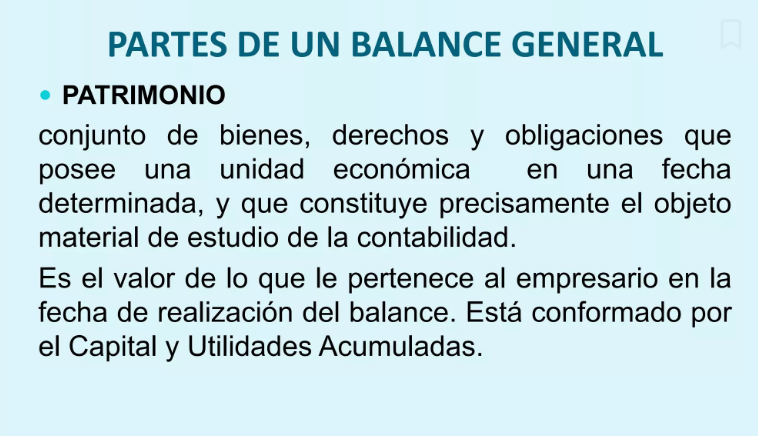 PARTES DE UN BALANCE GENERAL
• PATRIMONIO
conjunto de bienes, derechos y obligaciones que
posee una unidad económica en una fecha
determinada, y que constituye precisamente el objeto
material de estudio de la contabilidad.
Es el valor de lo que le pertenece al empresario en la
fecha de realización del balance. Está conformado por
el Capital y Utilidades Acumuladas.